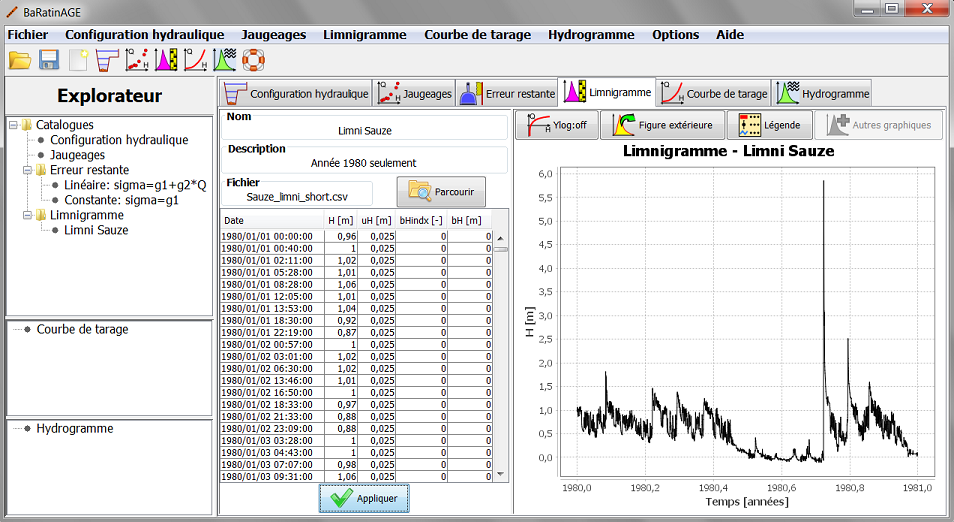 BaRatinAGE
Fichier Configuration hydraulique Jaugeages Limnigramme Courbe de tarage Hydrogramme Options Aide
Explorateur
Catalogues
Configuration hydraulique
Jaugeages
Erreur restante
Linéaire: sigma=g1+g2*Q
Constante: sigma=g1
Limnigramme
Limni Sauze
Courbe de tarage
Hydrogramme
Configuration hydraulique Jaugeages Erreur restante Limnigramme Courbe de tarage Hydrogramme
Nom
Limni Sauze
Description
Année 1980 seulement
Fichier
Sauze_limni_short.csv
Parcourir
Date H [m] uH [m] bHindx [-] bH [m]
1980/01/01 00:00:00 0,96 0,025 0 0
1980/01/01 00:40:00 1 0,025 0 0
1980/01/01 02:11:00 1,02 0,025 0 0
1980/01/01 05:28:00 1,01 0,025 0 0
1980/01/01 08:28:00 1,06 0,025 0 0
1980/01/01 12:05:00 1,01 0,025 0 0
1980/01/01 13:53:00 1,04 0,025 0 0
1980/01/01 18:30:00 0,92 0,025 0 0
1980/01/01 22:19:00 0,87 0,025 0 0
1980/01/02 00:57:00 1 0,025 0 0
1980/01/02 03:01:00 1,02 0,025 0 0
1980/01/02 06:30:00 1,02 0,025 0 0
1980/01/02 13:46:00 1,01 0,025 0 0
1980/01/02 16:50:00 1 0,025 0 0
1980/01/02 18:33:00 0,97 0,025 0 0
1980/01/02 21:33:00 0,88 0,025 0 0
1980/01/02 23:09:00 0,88 0,025 0 0
1980/01/03 03:28:00 1 0,025 0 0
1980/01/03 04:43:00 1 0,025 0 0
1980/01/03 07:07:00 0,98 0,025 0 0
1980/01/03 09:31:00 1,06 0,025 0 0
Appliquer
Ylog:off Figure extérieure Légende Autres graphiques
Limnigramme - Limni Sauze
6,0
5,5
5,0
4,5
4,0
3,5
3,0
2,5
2,0
1,5
1,0
0,5
0,0
H [m]
1980,0 1980,2 1980,4 1980,6 1980,8 1981,0
Temps [années]